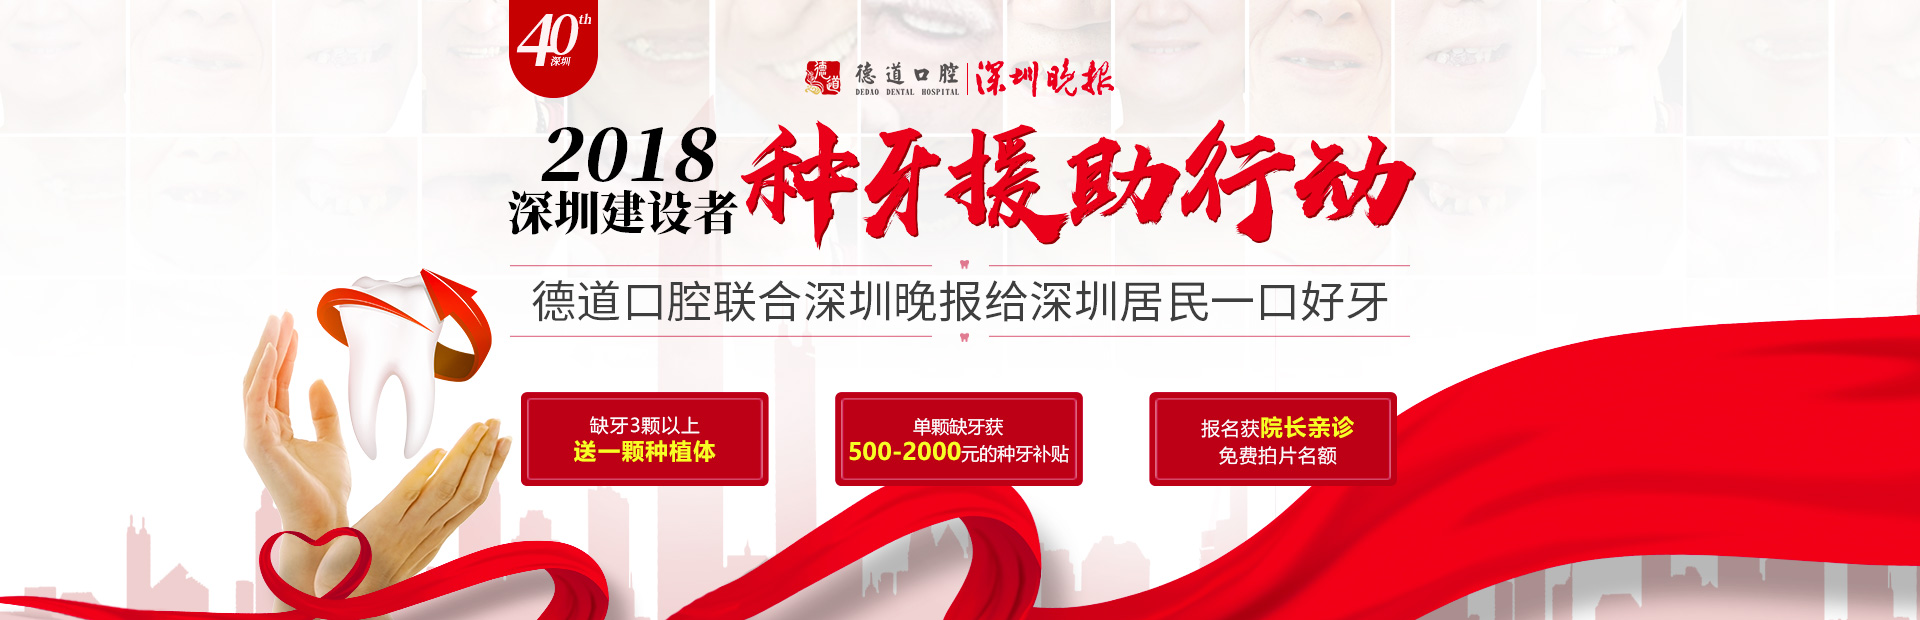 40th
深圳
德道
德道口腔
DEDAO DENTAL HOSPITAL
深圳晚报
2018
深圳建设者
种牙援助行动
德道口腔联合深圳晚报给深圳居民一口好牙
缺牙3颗以上
送一颗种植体
单颗缺牙获
500-2000元的种牙补贴
报名获院长亲诊
免费拍片名额